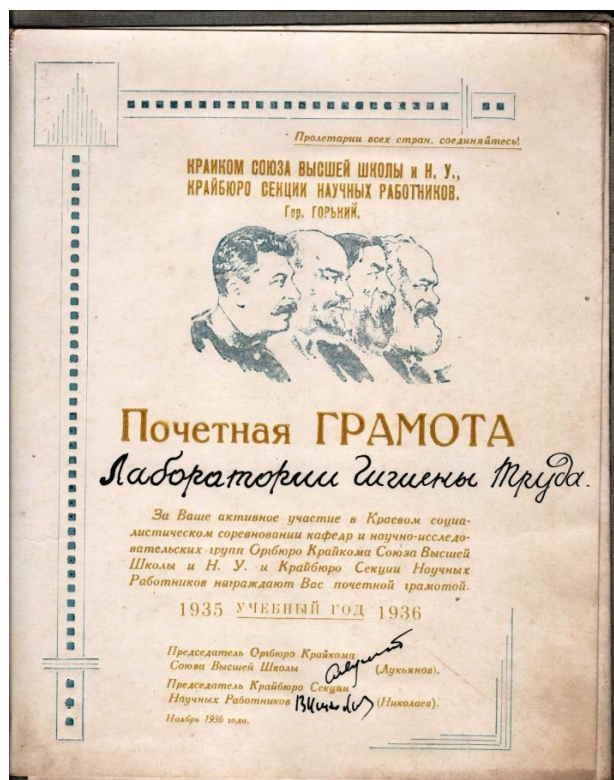 Пролетарии всех стран, соединяйтесь!
КРАЙКОМ СОЮЗА ВЫСШЕЙ ШКОЛЫ и Н. У.,
КРАЙБЮРО СЕКЦИИ НАУЧНЫХ РАБОТНИКОВ.
Гор. ГОРЬКИЙ.
Почетная ГРАМОТА
Лаборатории Гигиены Труда.
За Ваше активное участие в Краевом социа-
листическом соревновании кафедр и научно-исследо-
вательских групп Оргбюро Крайкома Союза Высшей
Школы и Н. У. и Крайбюро Секции Научных
Работников награждают Вас почетной грамотой.
1935 УЧЕБНЫЙ ГОД 1936
Председатель Оргбюро Крайкома
Союза Высшей Школы (Лукьянов).
Председатель Крайбюро Секции
Научных Работников (Николаев).
Ноябрь 1936 года.